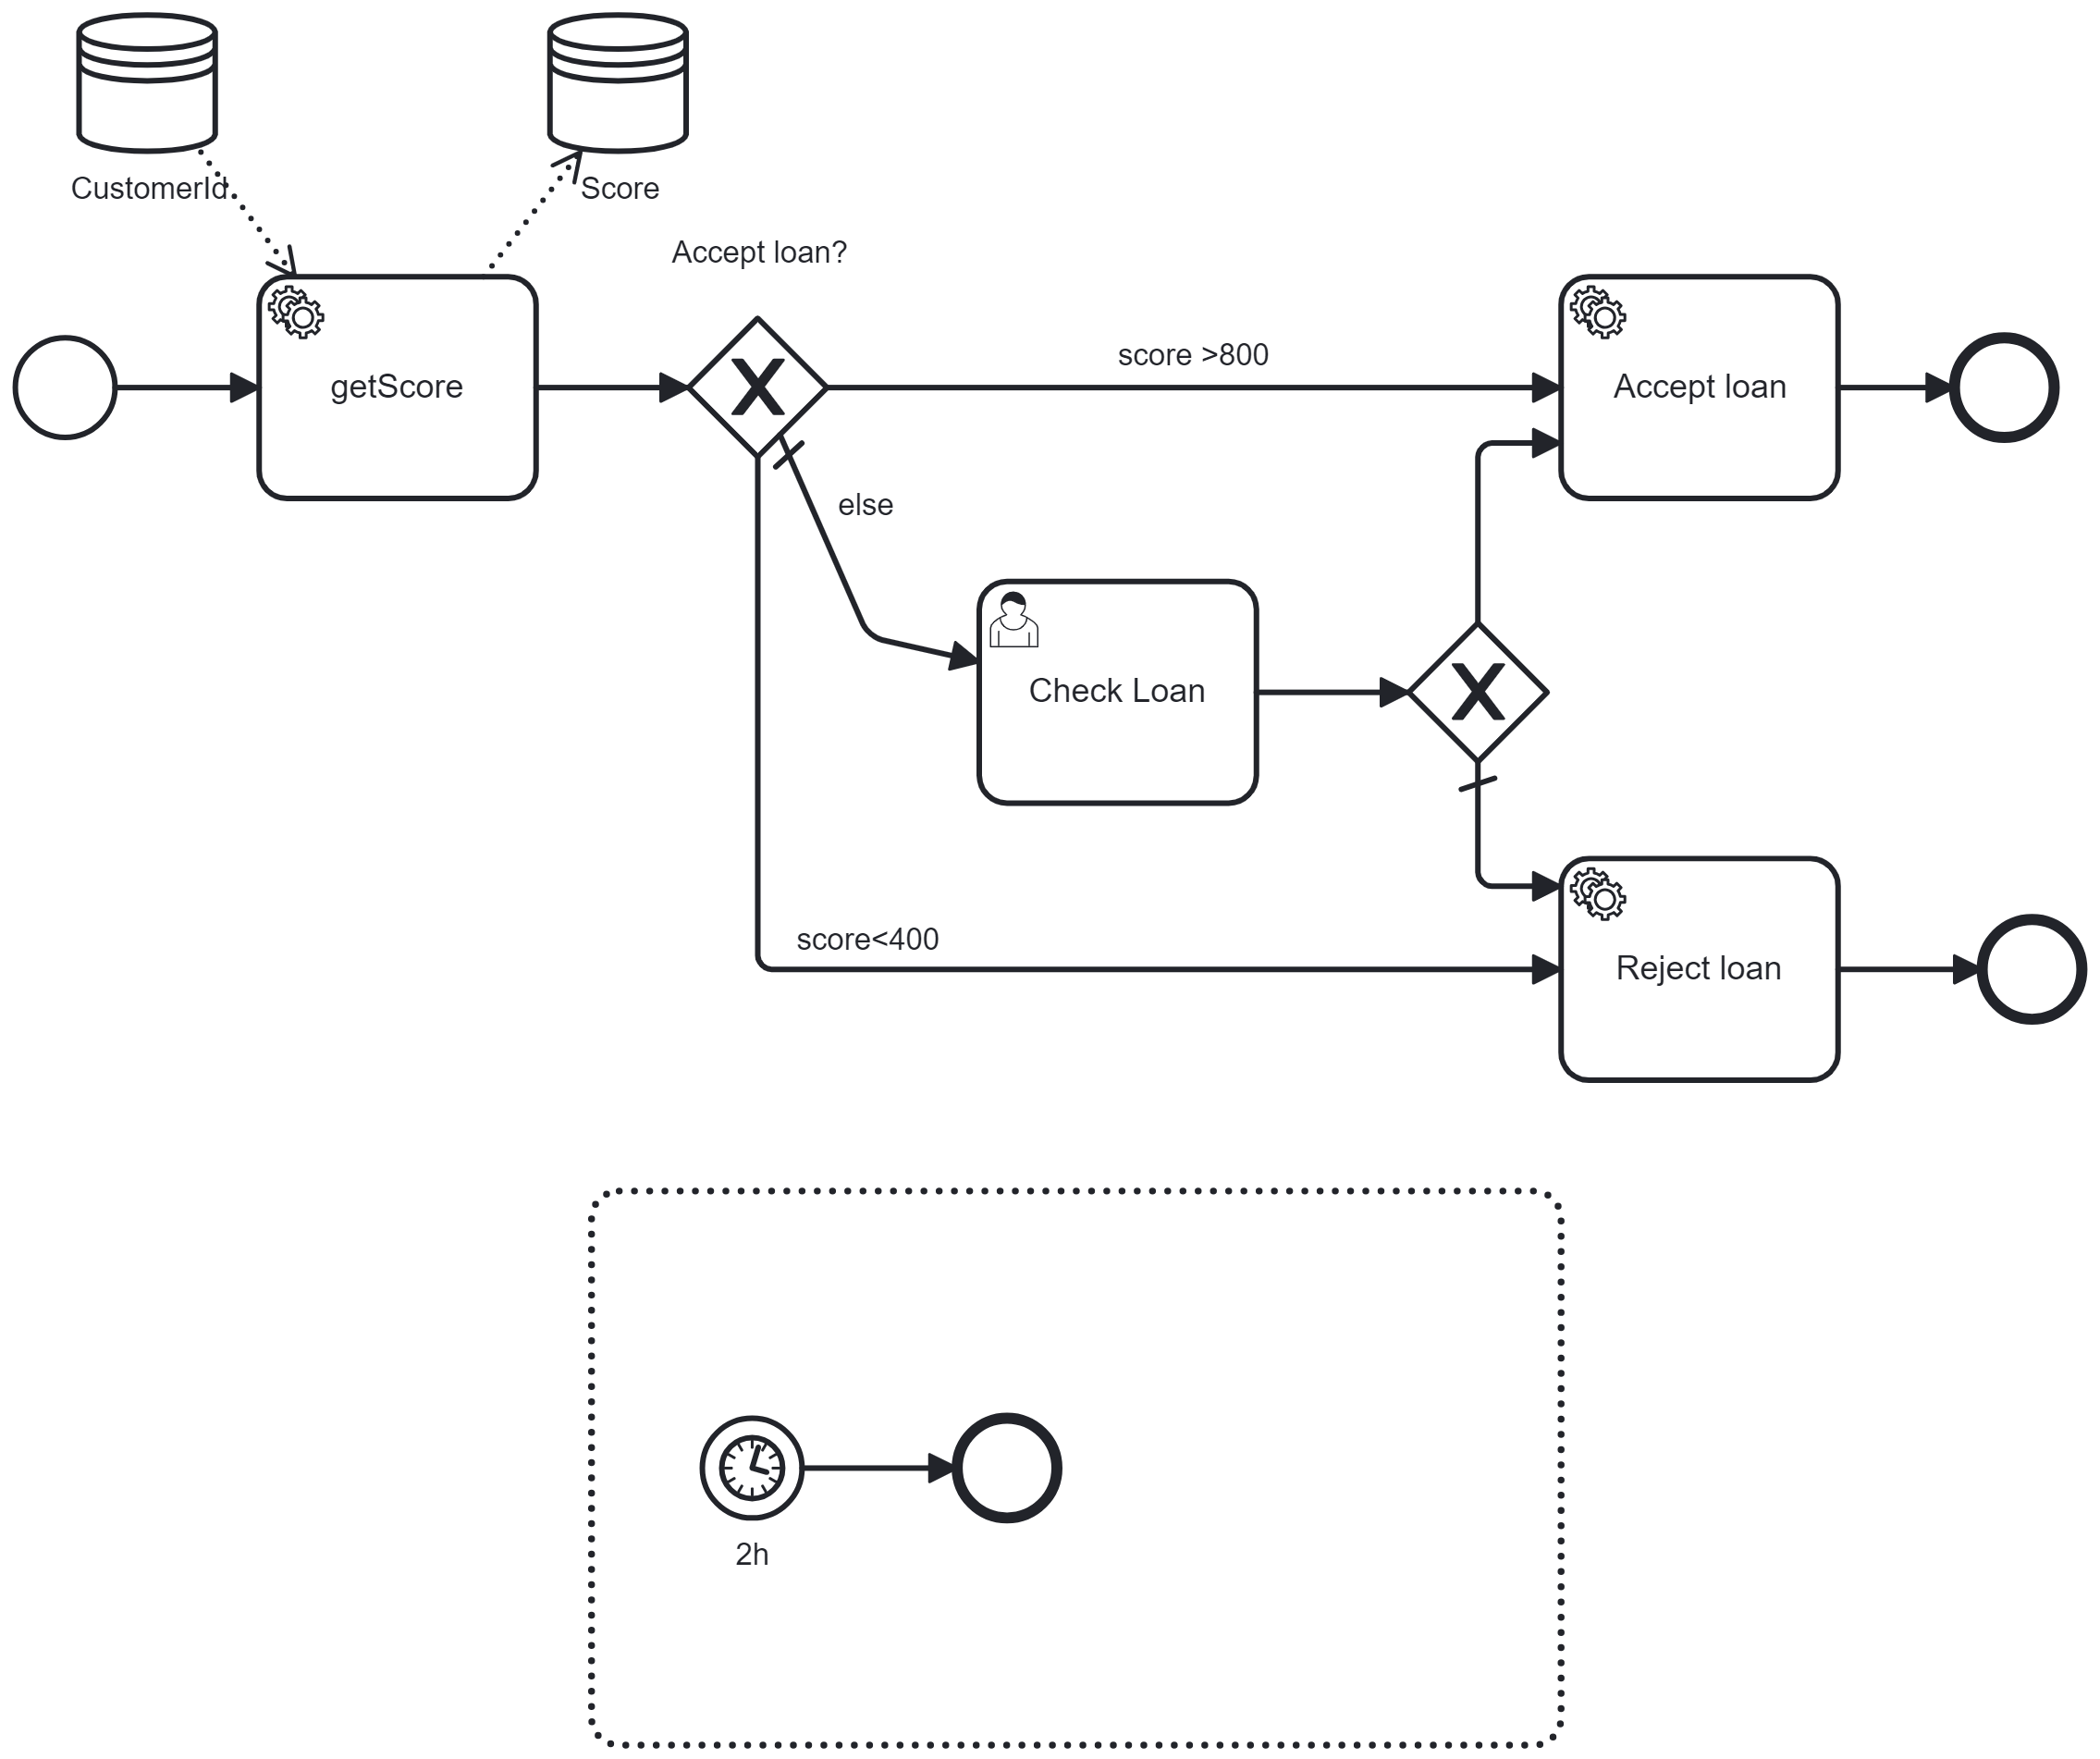 CustomerId
Score
Accept loan?
getScore
score >800
Accept loan
else
Check Loan
score<400
Reject loan
2h